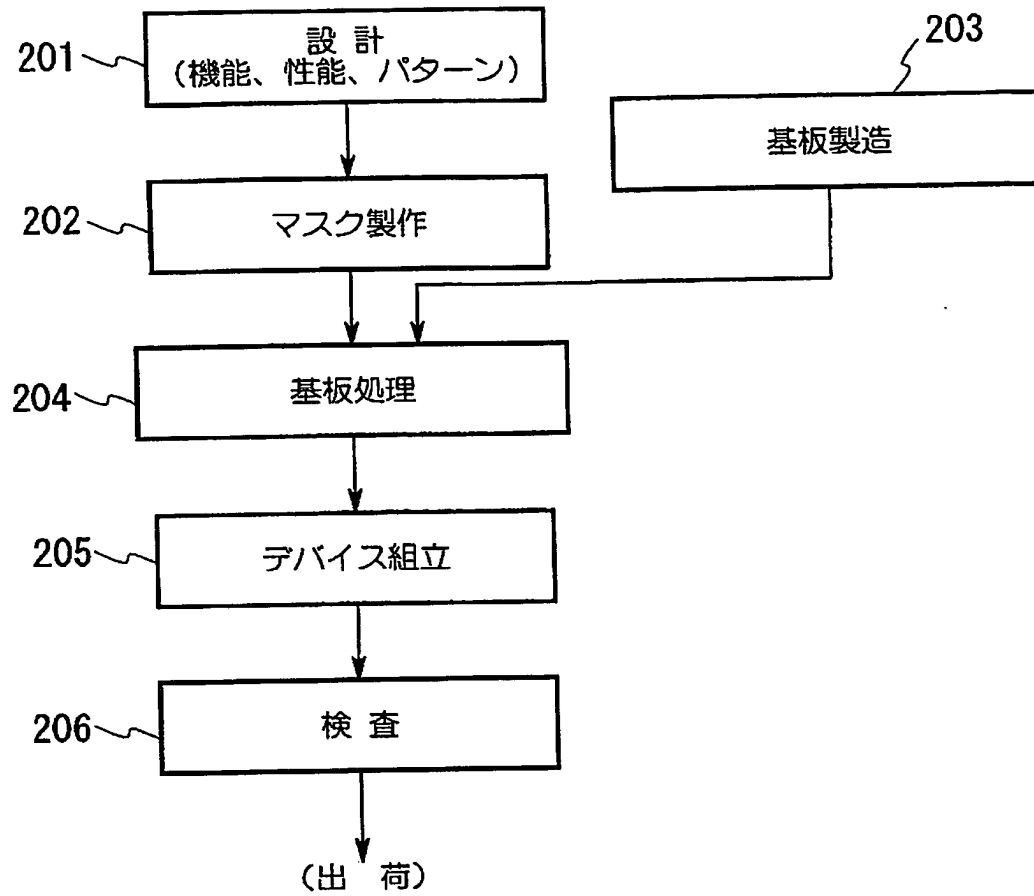 201
設 計
(機能、性能、パターン)
203
基板製造
202
マスク製作
204
基板処理
205
デバイス組立
206
検 査
(出 荷)